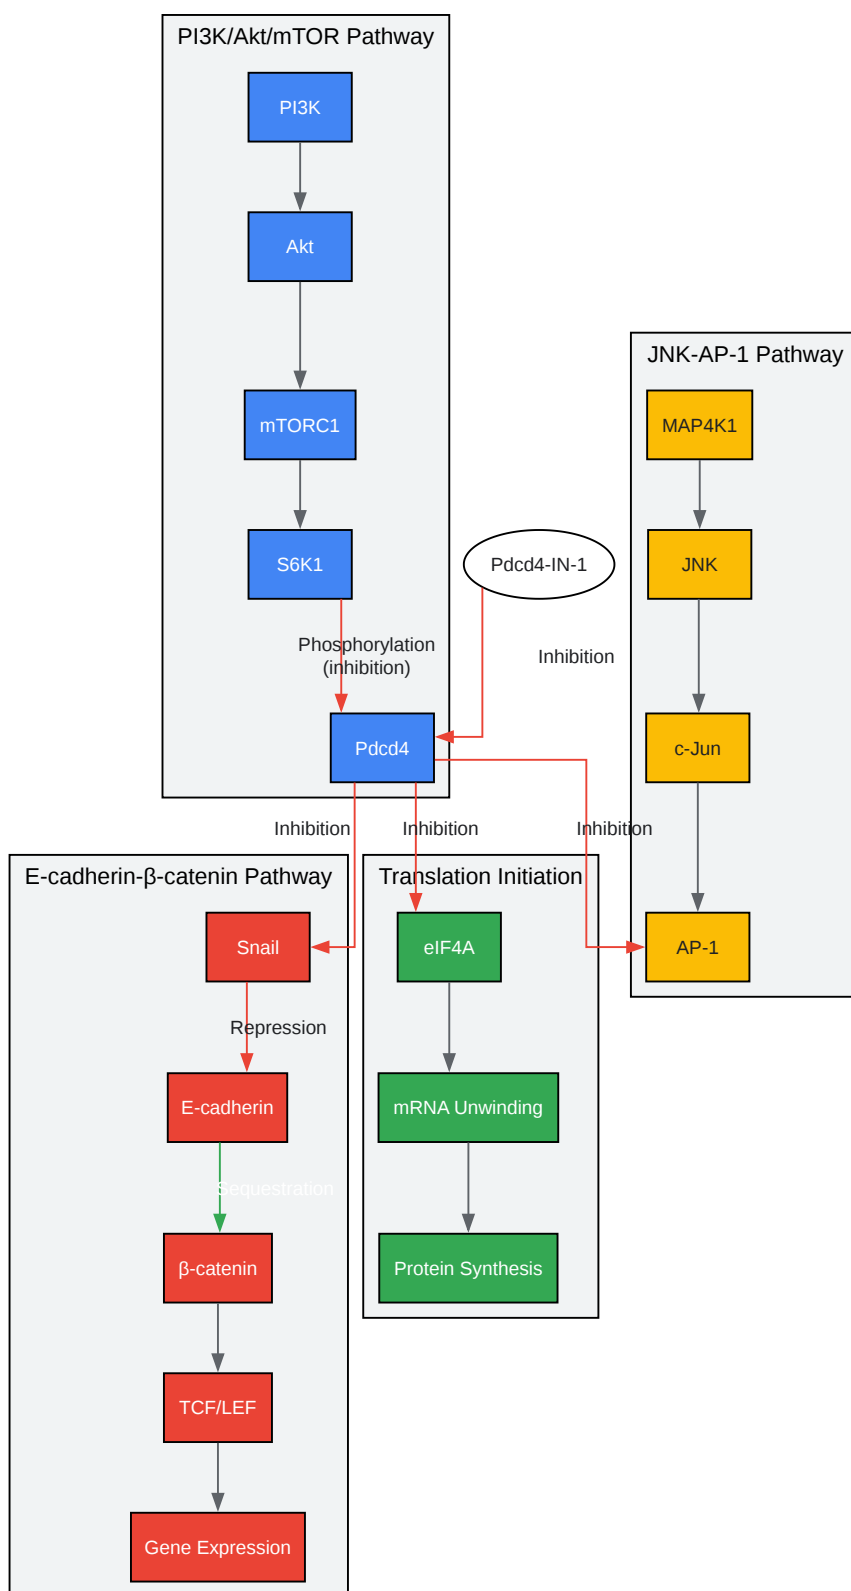 PI3K/Akt/mTOR Pathway
PI3K
Akt
mTORC1
S6K1
Phosphorylation
(inhibition)
Pdcd4
Pdcd4-IN-1
Inhibition
JNK-AP-1 Pathway
MAP4K1
JNK
c-Jun
AP-1
Inhibition
Inhibition
Inhibition
E-cadherin-β-catenin Pathway
Snail
Repression
E-cadherin
Sequestration
β-catenin
TCF/LEF
Gene Expression
Translation Initiation
eIF4A
mRNA Unwinding
Protein Synthesis